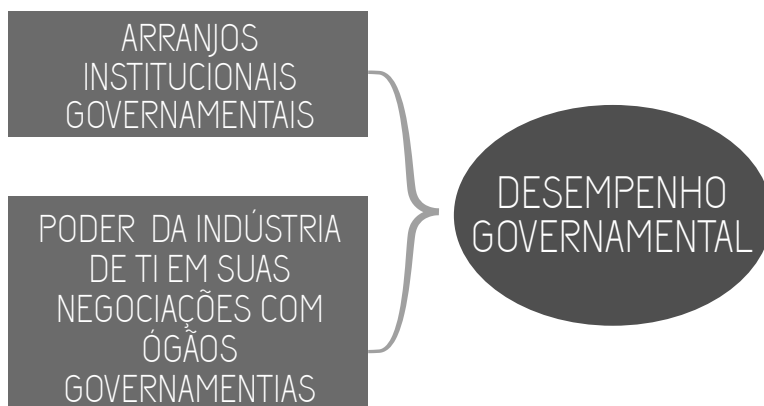 ARRANJOS
INSTITUCIONAIS
GOVERNAMENTAIS
PODER DA INDÚSTRIA
DE TI EM SUAS
NEGOCIAÇÕES COM
ÓGÃOS
GOVERNAMENTIAS
DESEMPENHO
GOVERNAMENTAL